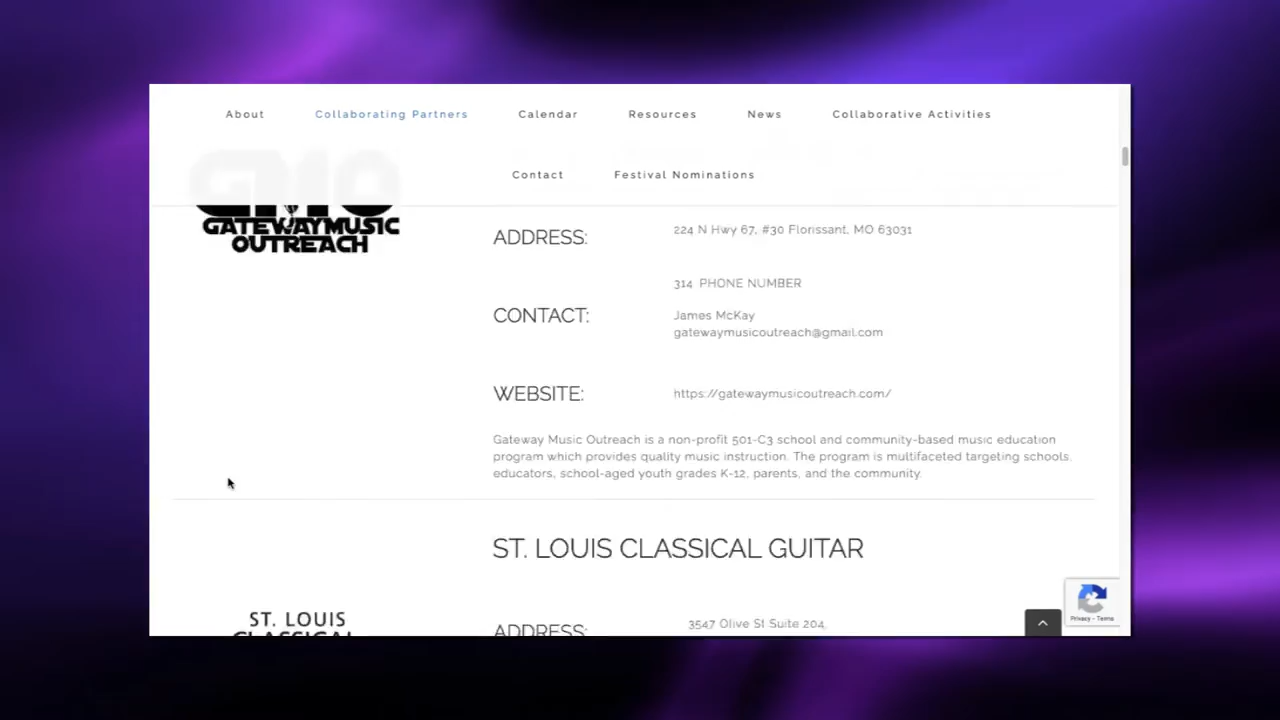 About
Collaborating Partners
Calendar
Resources
News
Collaborative Activities
Contact
Festival Nominations
GMO
GATEWAYMUSIC
OUTREACH
ADDRESS:
224 N Hwy 67, #30 Florissant, MO 63031
314 PHONE NUMBER
CONTACT:
James McKay
gatewaymusicoutreach@gmail.com
WEBSITE:
https://gatewaymusicoutreach.com/
Gateway Music Outreach is a non-profit 501-C3 school and community-based music education
program which provides quality music instruction. The program is multifaceted targeting schools,
educators, school-aged youth grades K-12, parents, and the community.
ST. LOUIS CLASSICAL GUITAR
ST. LOUIS
CLASSICAL
ADDRESS:
3547 Olive St Suite 204,
Privacy - Terms